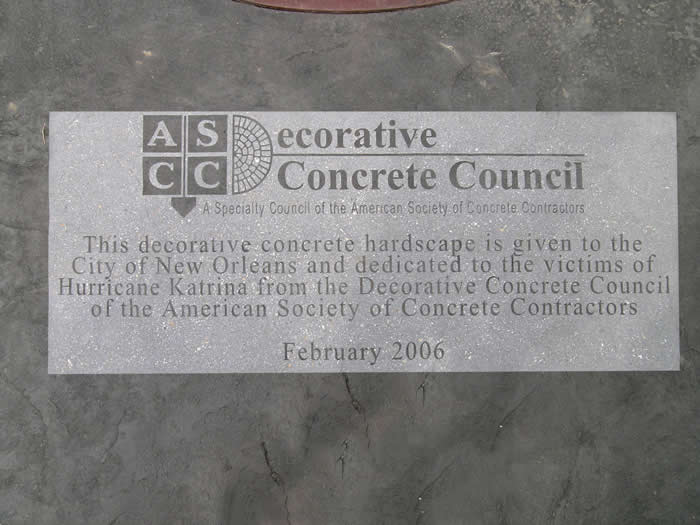 AS
CC
Decorative
Concrete Council
A Specialty Council of the American Society of Concrete Contractors
This decorative concrete hardscape is given to the
City of New Orleans and dedicated to the victims of
Hurricane Katrina from the Decorative Concrete Council
of the American Society of Concrete Contractors
February 2006